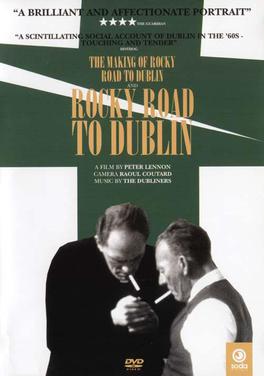 “A BRILLIANT AND AFFECTIONATE PORTRAIT”
★★★★ THE GUARDIAN
“A SCINTILLATING SOCIAL ACCOUNT OF DUBLIN IN THE '60S -
TOUCHING AND TENDER”
THE MAKING OF ROCKY
ROAD TO DUBLIN
AND
ROCKY ROAD
TO DUBLIN
A FILM BY PETER LENNON
CAMERA RAOUL COUTARD
MUSIC BY THE DUBLINERS
DVD
VIDEO
soda